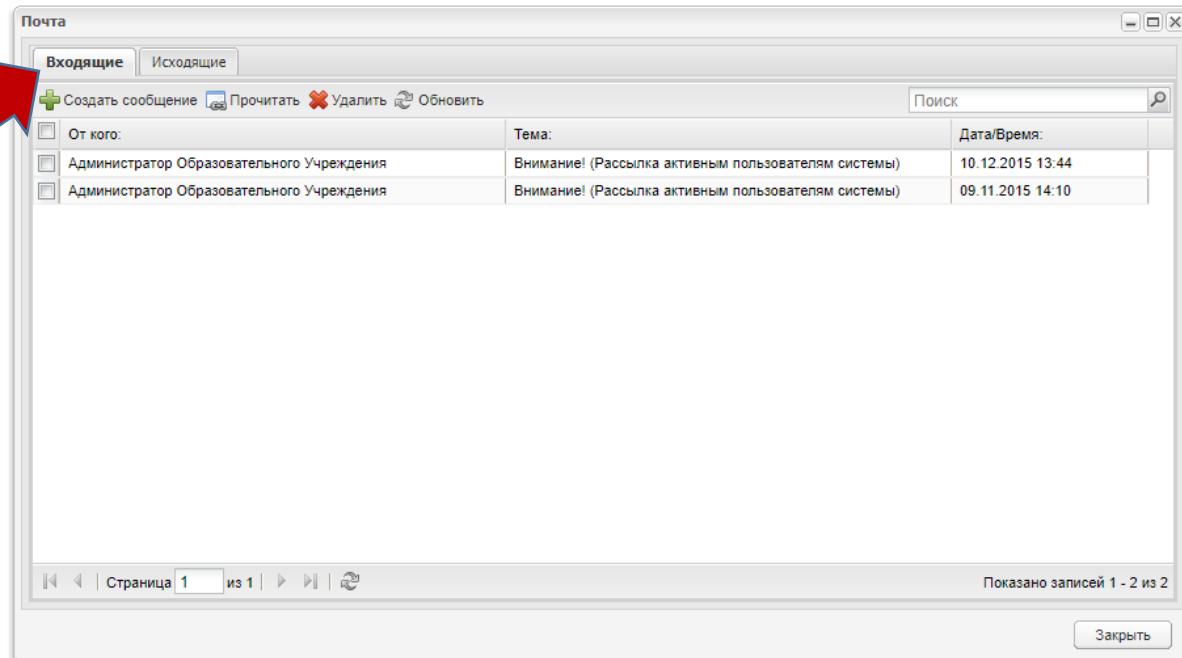 Почта
Входящие Исходящие
Создать сообщение Прочитать Удалить Обновить Поиск
От кого: Тема: Дата/Время:
Администратор Образовательного Учреждения Внимание! (Рассылка активным пользователям системы) 10.12.2015 13:44
Администратор Образовательного Учреждения Внимание! (Рассылка активным пользователям системы) 09.11.2015 14:10
Страница 1 из 1 Показано записей 1 - 2 из 2
Закрыть